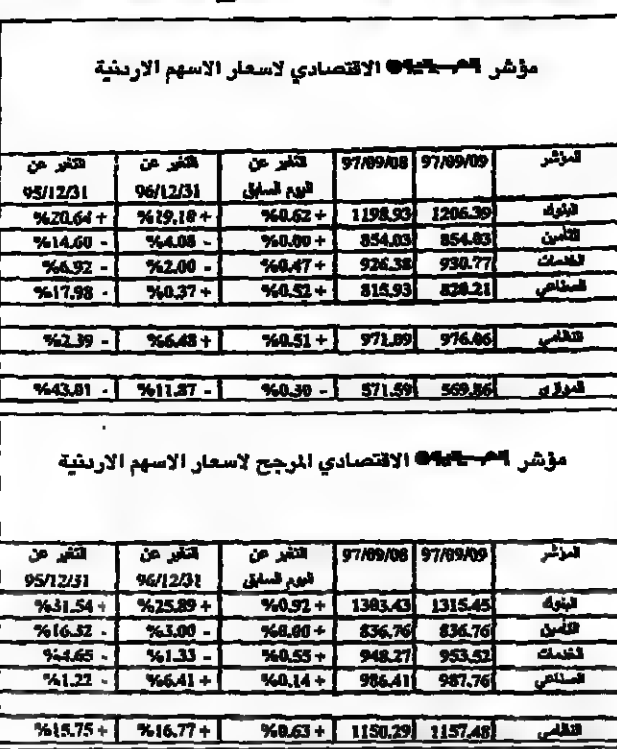 مؤشر الاقتصادي لاسعار الاسهم الاردنية
المؤشر 97/09/09 97/09/08 التغير عن اليوم السابق التغير عن 96/12/31 التغير عن 95/12/31
البنوك 1206.39 1198.93 %0.62 + %19.18 + %20.64 +
التأمين 854.03 854.03 %0.00 + %4.08 - %14.60 -
الخدمات 930.77 926.38 %0.47 + %2.00 - %6.92 -
الصناعي 820.21 815.93 %0.52 + %0.37 + %17.98 -
النظامي 976.06 971.09 %0.51 + %6.48 + %2.39 -
الموازي 569.86 571.59 %0.30 - %11.87 - %43.81 -
مؤشر الاقتصادي المرجح لاسعار الاسهم الاردنية
المؤشر 97/09/09 97/09/08 التغير عن اليوم السابق التغير عن 96/12/31 التغير عن 95/12/31
البنوك 1315.45 1303.43 %0.92 + %25.89 + %31.54 +
التأمين 836.76 836.76 %0.00 + %3.00 - %16.32 -
الخدمات 953.52 948.27 %0.55 + %1.33 - %4.65 -
الصناعي 987.76 986.41 %0.14 + %6.41 + %1.22 -
النظامي 1157.48 1150.29 %0.63 + %16.77 + %15.75 +